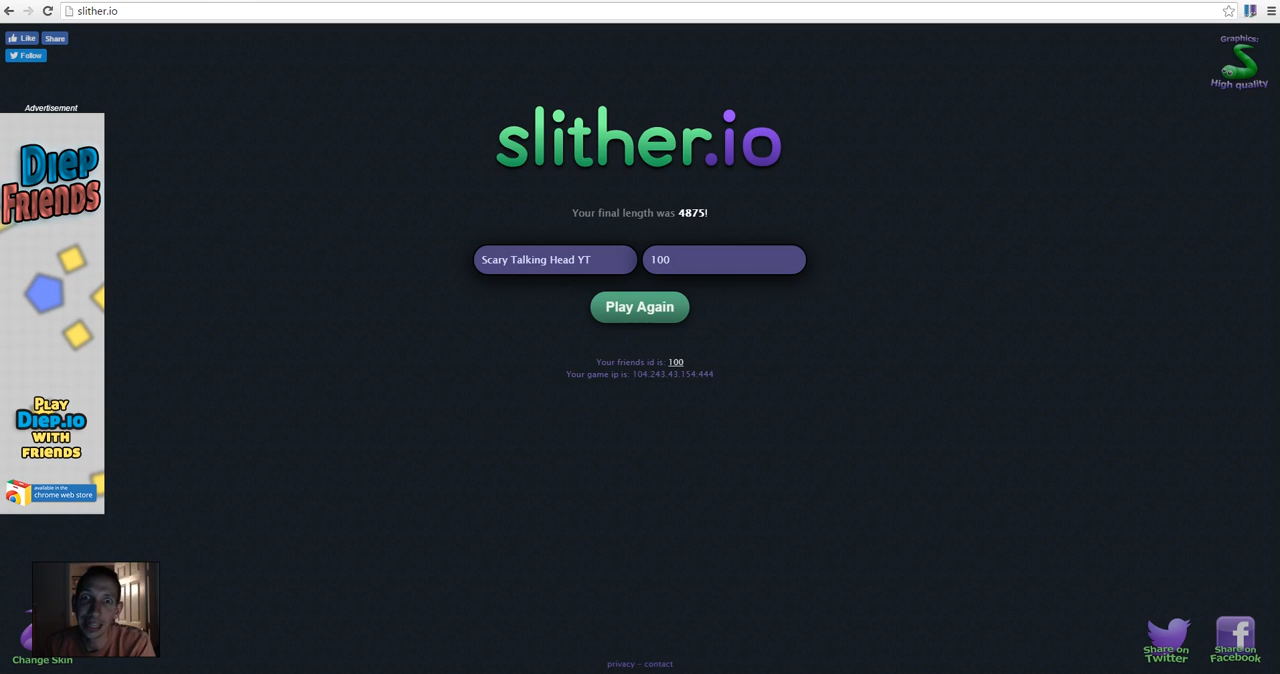 slither.io
Like Share
Follow
Graphics:
High quality
Advertisement
Diep
Friends
Play
Diep.io
with
Friends
available in the
chrome web store
slither.io
Your final length was 4875!
Scary Talking Head YT
100
Play Again
Your friends id is: 100
Your game ip is: 104.243.43.154:444
Change Skin
privacy - contact
Share on
Twitter
Share on
Facebook